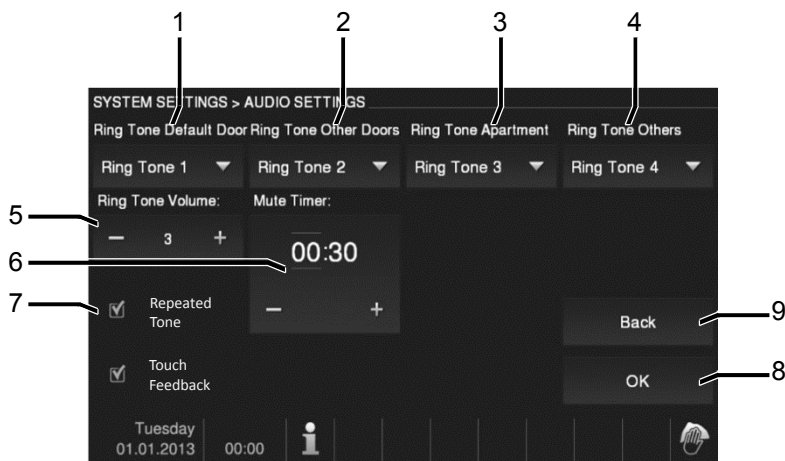 1 2 3 4
SYSTEM SETTINGS > AUDIO SETTINGS
Ring Tone Default Door Ring Tone Other Doors Ring Tone Apartment Ring Tone Others
Ring Tone 1 Ring Tone 2 Ring Tone 3 Ring Tone 4
Ring Tone Volume: Mute Timer:
5
– 3 +
00:30
6
7
Repeated
Tone
– +
Back
9
Touch
Feedback
OK
8
Tuesday
01.01.2013 00:00 i